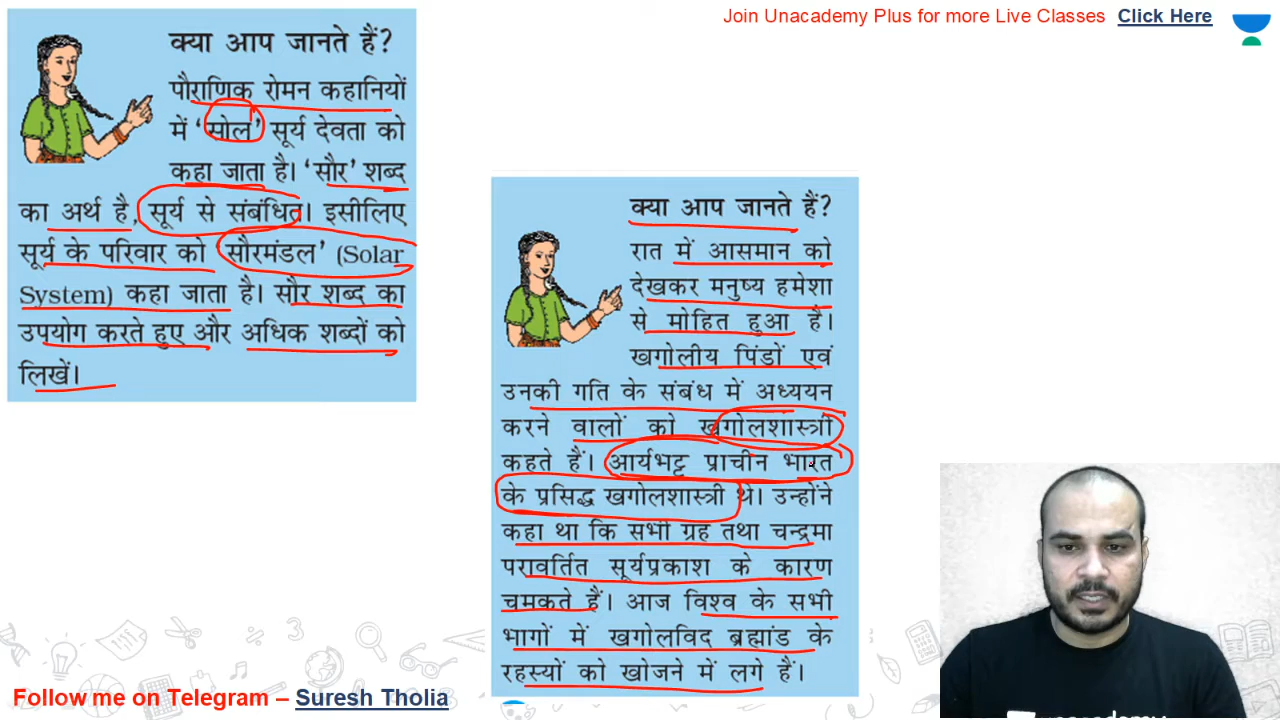 Join Unacademy Plus for more Live Classes Click Here
क्या आप जानते हैं?
पौराणिक रोमन कहानियों
में ‘सोल’ सूर्य देवता को
कहा जाता है। ‘सौर’ शब्द
का अर्थ है, सूर्य से संबंधित। इसीलिए
सूर्य के परिवार को सौरमंडल’ (Solar
System) कहा जाता है। सौर शब्द का
उपयोग करते हुए और अधिक शब्दों को
लिखें।
क्या आप जानते हैं?
रात में आसमान को
देखकर मनुष्य हमेशा
से मोहित हुआ है।
खगोलीय पिंडों एवं
उनकी गति के संबंध में अध्ययन
करने वालों को खगोलशास्त्री
कहते हैं। आर्यभट्ट प्राचीन भारत
के प्रसिद्ध खगोलशास्त्री थे। उन्होंने
कहा था कि सभी ग्रह तथा चन्द्रमा
परावर्तित सूर्यप्रकाश के कारण
चमकते हैं। आज विश्व के सभी
भागों में खगोलविद ब्रह्मांड के
रहस्यों को खोजने में लगे हैं।
Follow me on Telegram – Suresh Tholia